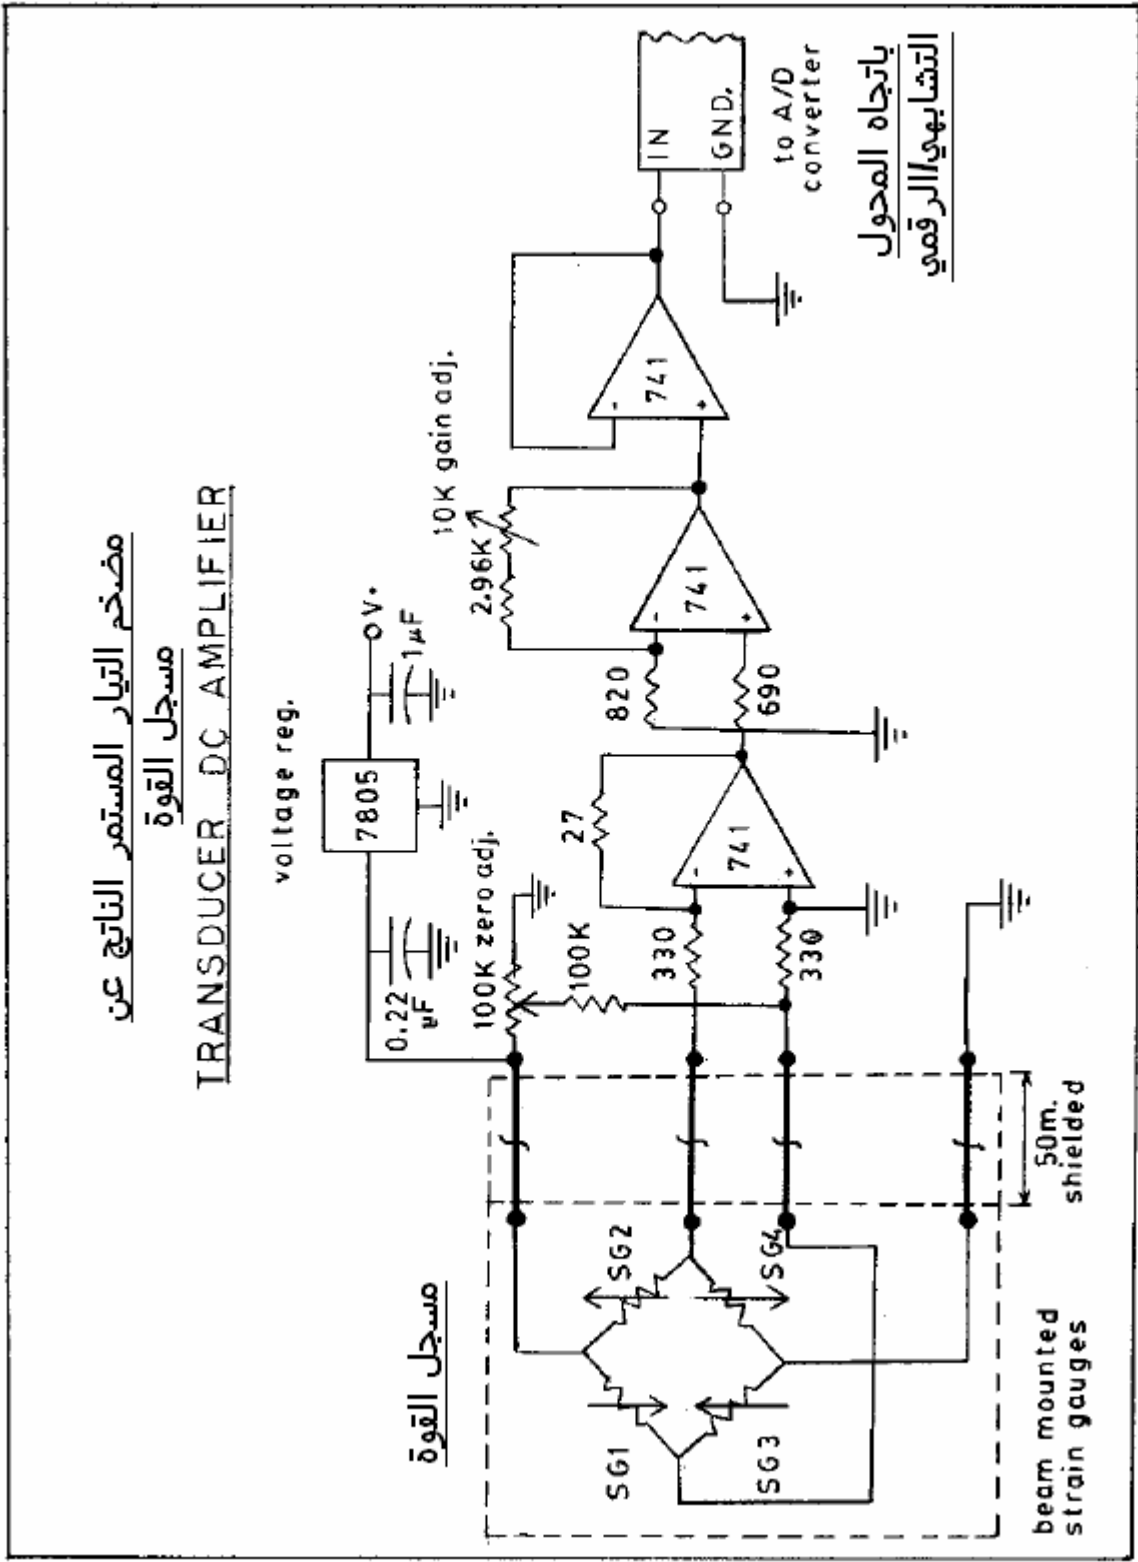 مضخم التيار المستمر الناتج عن
مسجل القوة
TRANSDUCER DC AMPLIFIER
voltage reg.
7805
V+
0.22
µF
1µF
مسجل القوة
100K zero adj.
100K
SG1
SG2
SG3
SG4
330
330
27
741
-
+
820
690
2.96K
10K gain adj.
741
-
+
741
-
+
IN
GND.
to A/D
converter
باتجاه المحول
التشابهي/الرقمي
beam mounted
strain gauges
50m.
shielded